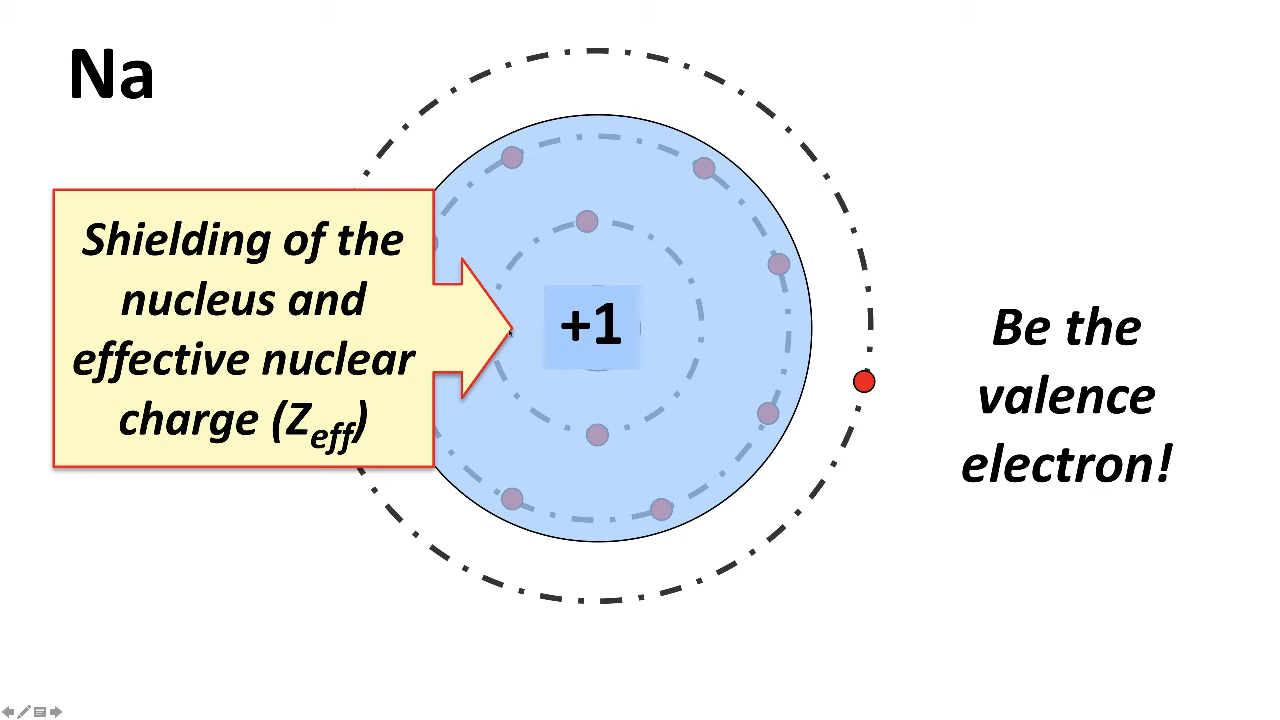 Na
Shielding of the
nucleus and
effective nuclear
charge (Zeff)
+1
Be the
valence
electron!